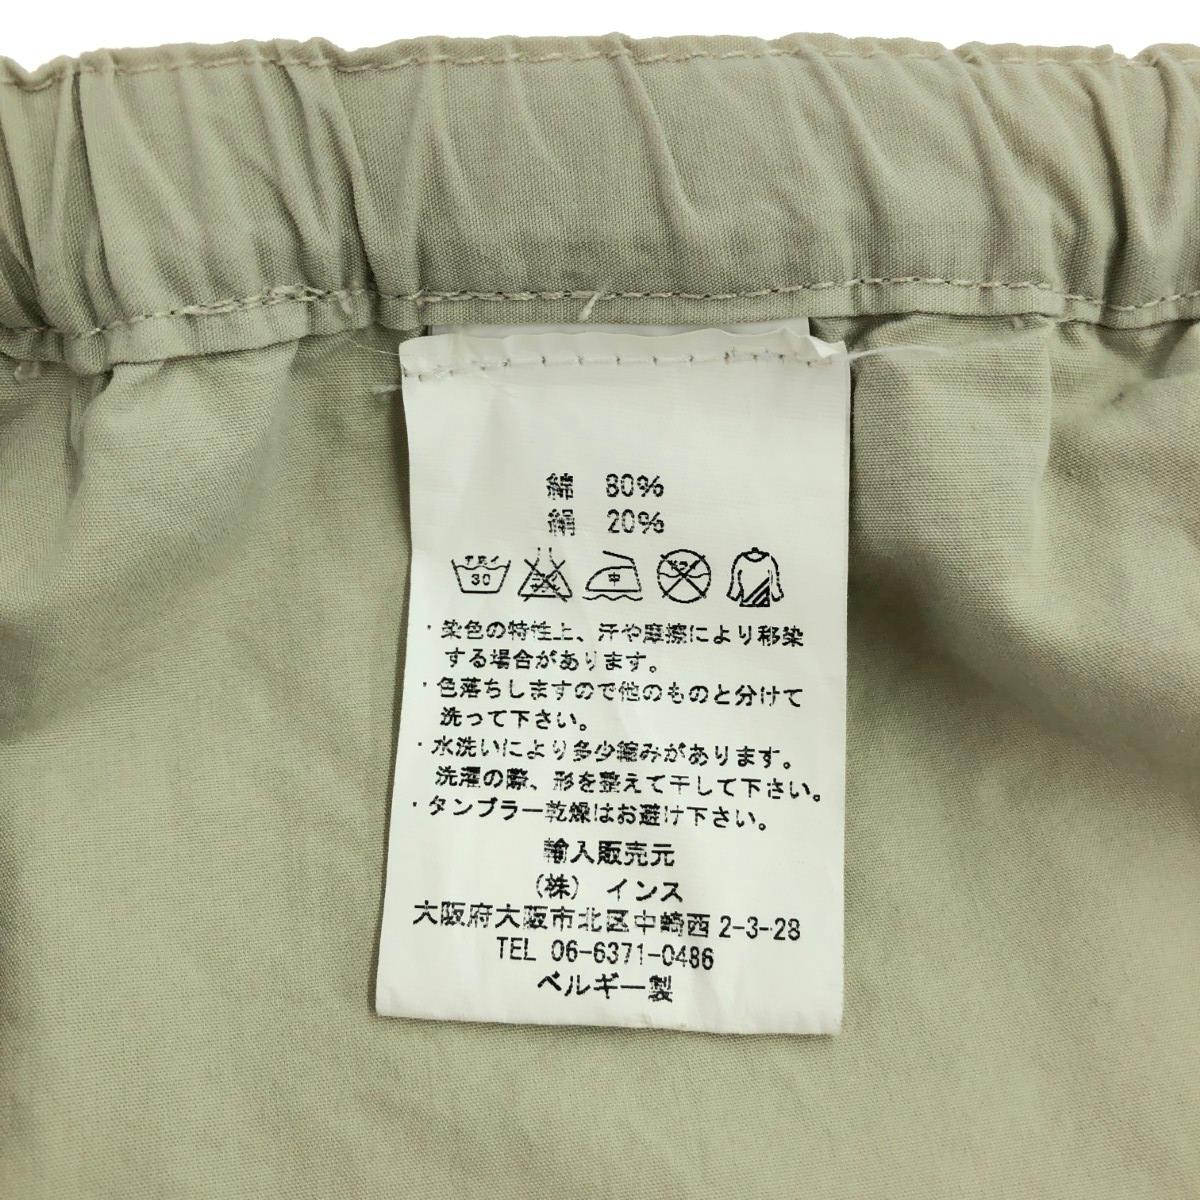 綿 80%
絹 20%
30 中
・染色の特性上、汗や摩擦により移染
する場合があります。
・色落ちしますので他のものと分けて
洗って下さい。
・水洗いにより多少縮みがあります。
洗濯の際、形を整えて干して下さい。
・タンブラー乾燥はお避け下さい。
輸入販売元
(株) インス
大阪府大阪市北区中崎西 2-3-28
TEL 06-6371-0486
ベルギー製